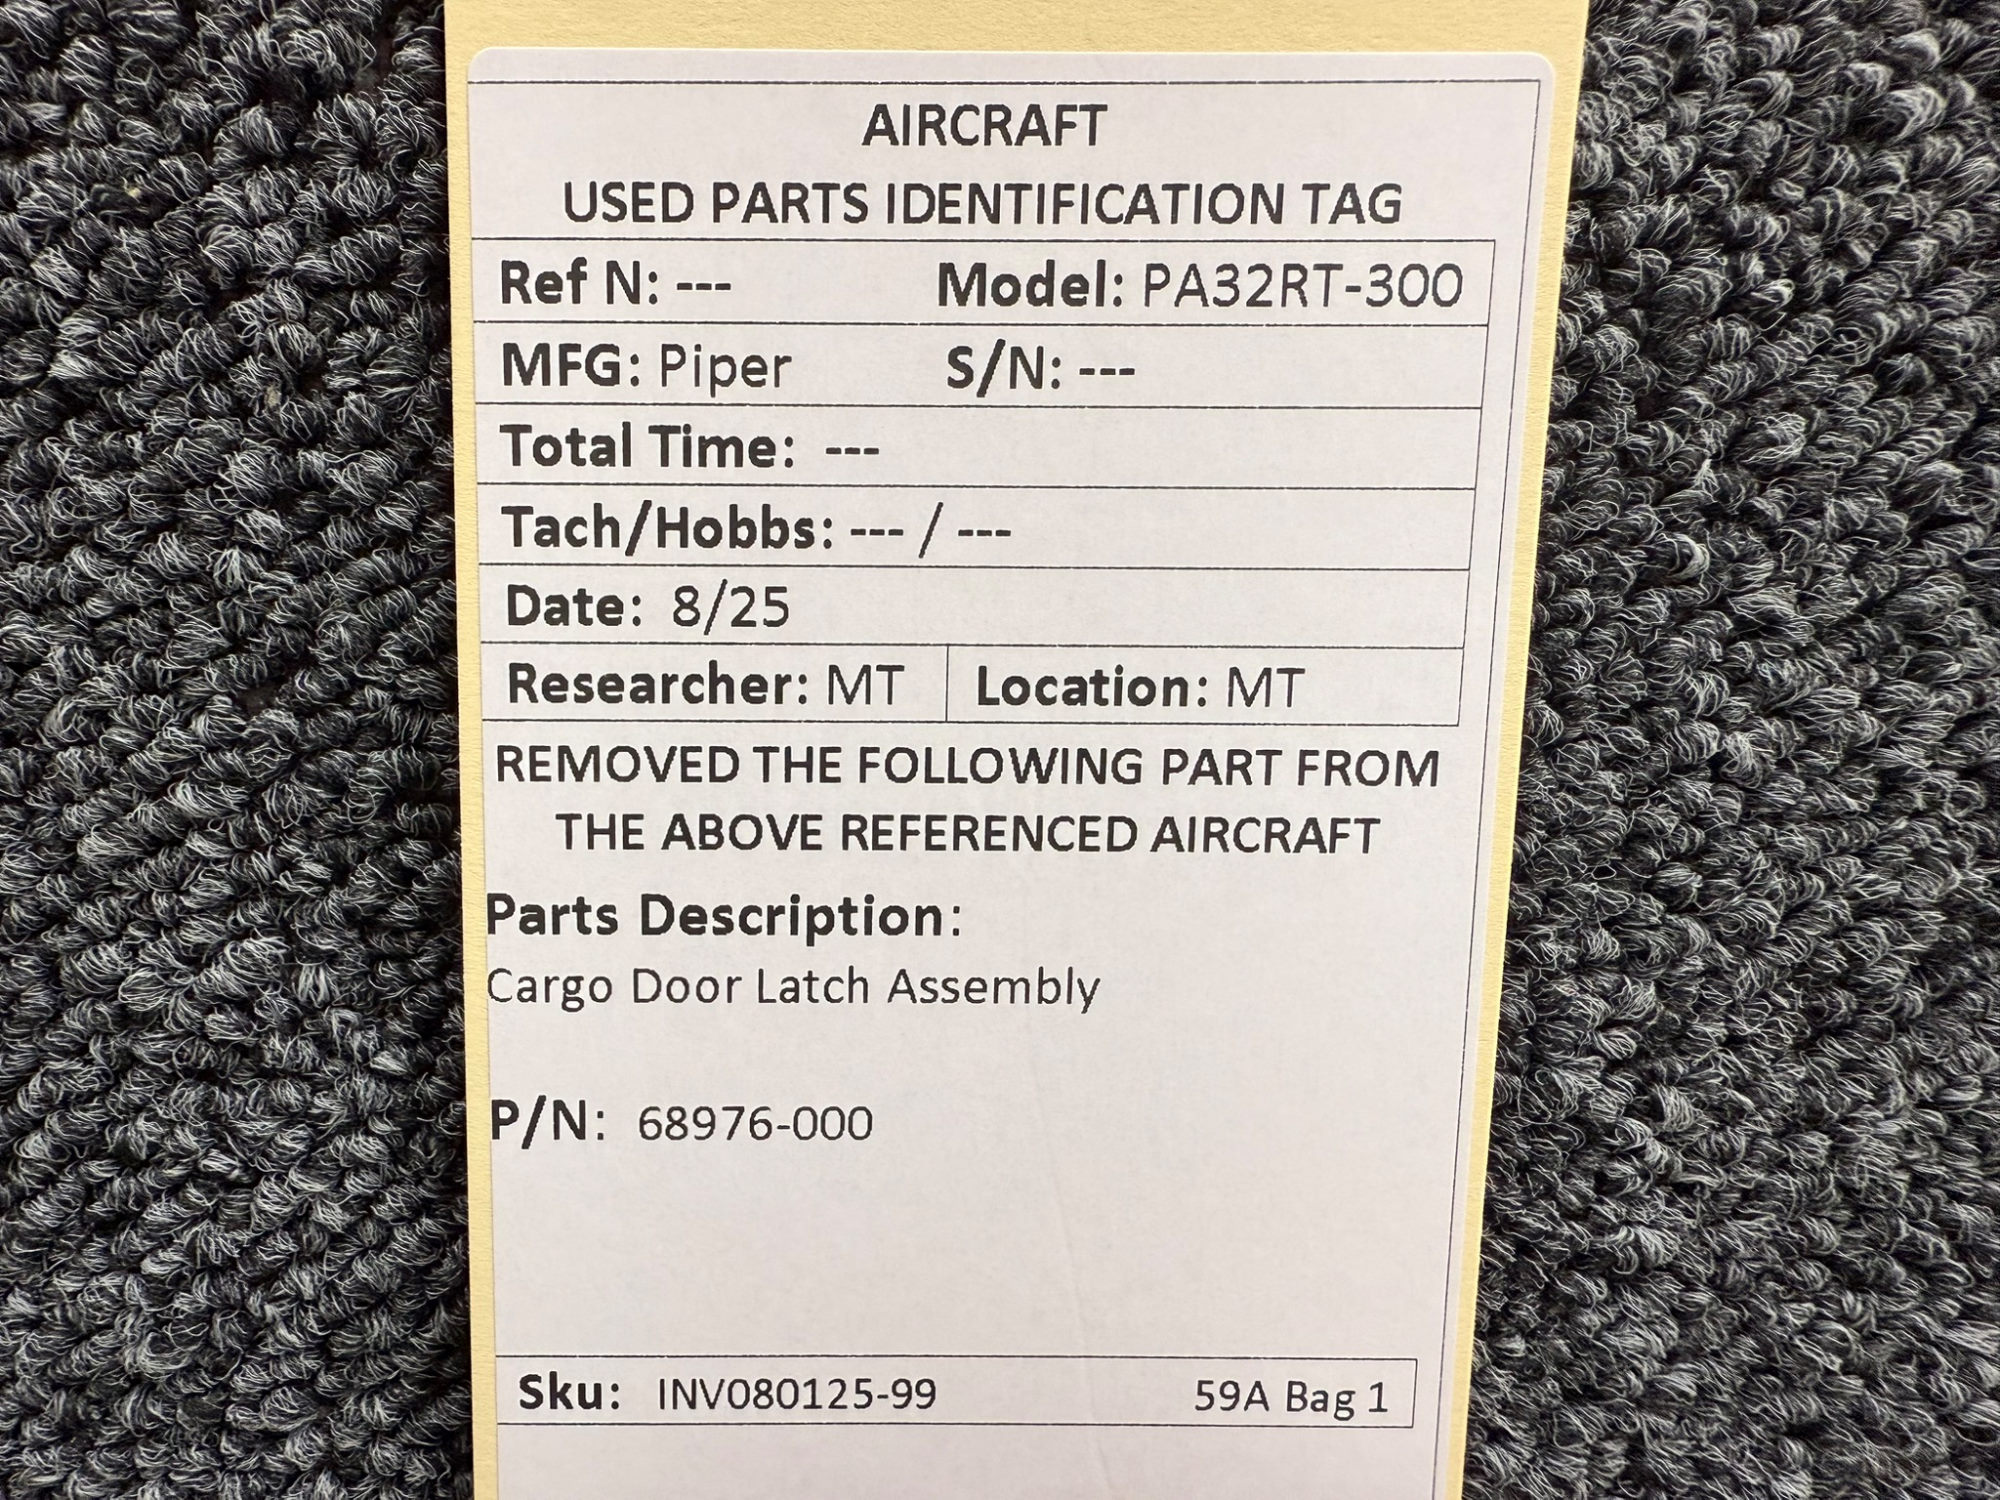 AIRCRAFT
USED PARTS IDENTIFICATION TAG
Ref N: --- Model: PA32RT-300
MFG: Piper S/N: ---
Total Time: ---
Tach/Hobbs: --- / ---
Date: 8/25
Researcher: MT Location: MT
REMOVED THE FOLLOWING PART FROM
THE ABOVE REFERENCED AIRCRAFT
Parts Description:
Cargo Door Latch Assembly
P/N: 68976-000
Sku: INV080125-99 59A Bag 1